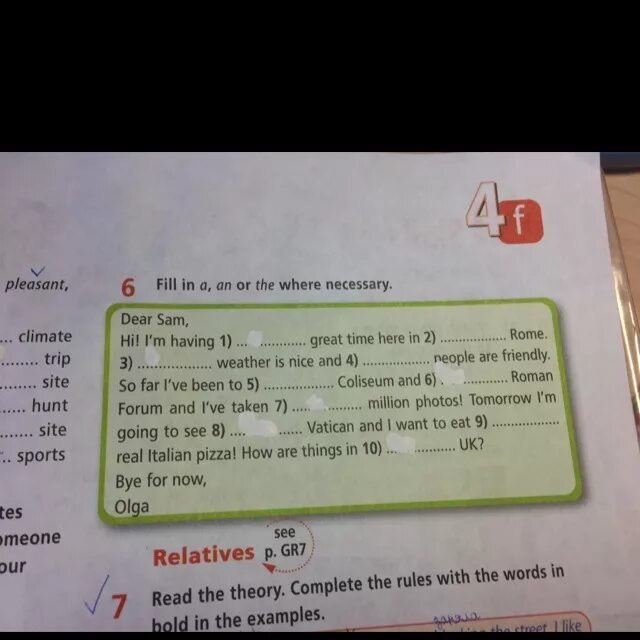 4f
pleasant,
... climate
........ trip
........ site
...... hunt
....... site
... sports
tes
omeone
our
6 Fill in a, an or the where necessary.
Dear Sam,
Hi! I'm having 1) ... ............ great time here in 2) .................. Rome.
3) .................... weather is nice and 4) .................. people are friendly.
So far I've been to 5) ................... Coliseum and 6) . ............ Roman
Forum and I've taken 7) ..... ......... million photos! Tomorrow I'm
going to see 8) .... ...... Vatican and I want to eat 9) ..................
real Italian pizza! How are things in 10) .... ........... UK?
Bye for now,
Olga
Relatives see p. GR7
7 Read the theory. Complete the rules with the words in
bold in the examples.
the street. I like